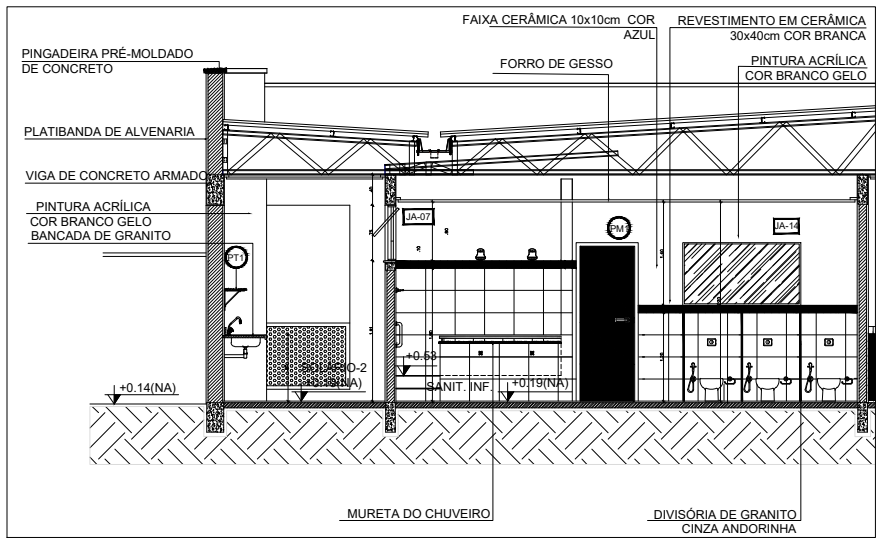 FAIXA CERÂMICA 10x10cm COR
AZUL
REVESTIMENTO EM CERÂMICA
30x40cm COR BRANCA
PINGADEIRA PRÉ-MOLDADO
DE CONCRETO
FORRO DE GESSO
PINTURA ACRÍLICA
COR BRANCO GELO
PLATIBANDA DE ALVENARIA
VIGA DE CONCRETO ARMADO
PINTURA ACRÍLICA
COR BRANCO GELO
BANCADA DE GRANITO
JA-07
PM1
JA-14
PT1
+0.53
+0.14(NA)
SANIT. INF.
+0.19(NA)
MURETA DO CHUVEIRO
DIVISÓRIA DE GRANITO
CINZA ANDORINHA